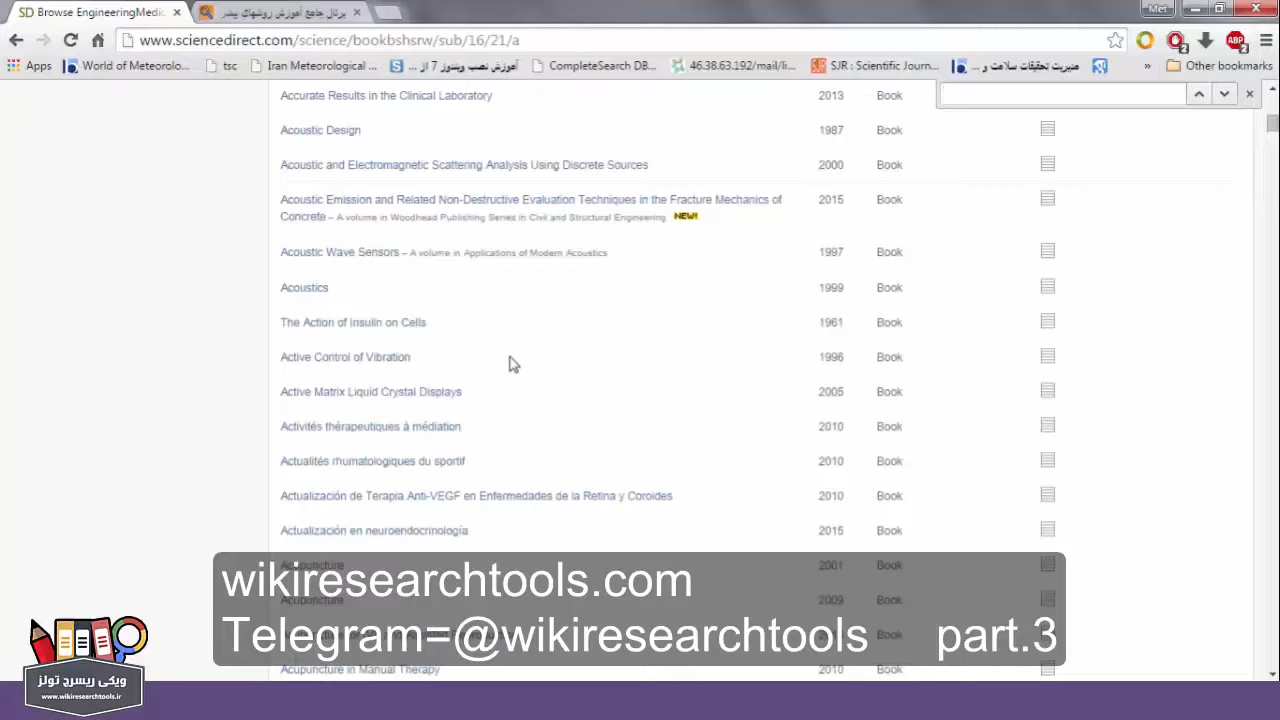 SD Browse EngineeringMedic
پرتال جامع آموزش روشهای پیشر
Met
www.sciencedirect.com/science/bookbshsrw/sub/16/21/a
Apps
World of Meteorolo...
tsc
Iran Meteorological ...
آموزش نصب ویندوز 7 از ...
CompleteSearch DB...
46.38.63.192/mail/li...
SJR : Scientific Journ...
مدیریت تحقیقات سلامت و ...
»
Other bookmarks
Accurate Results in the Clinical Laboratory 2013 Book
Acoustic Design 1987 Book
Acoustic and Electromagnetic Scattering Analysis Using Discrete Sources 2000 Book
Acoustic Emission and Related Non-Destructive Evaluation Techniques in the Fracture Mechanics of 2015 Book
Concrete – A volume in Woodhead Publishing Series in Civil and Structural Engineering NEW!
Acoustic Wave Sensors – A volume in Applications of Modern Acoustics 1997 Book
Acoustics 1999 Book
The Action of Insulin on Cells 1961 Book
Active Control of Vibration 1996 Book
Active Matrix Liquid Crystal Displays 2005 Book
Activités thérapeutiques à médiation 2010 Book
Actualités rhumatologiques du sportif 2010 Book
Actualización de Terapia Anti-VEGF en Enfermedades de la Retina y Coroides 2010 Book
Actualización en neuroendocrinología 2015 Book
Acupuncture 2001 Book
Acupuncture 2009 Book
wikiresearchtools.com
Telegram=@wikiresearchtools part.3
Acupuncture in Manual Therapy 2010 Book
ویکی ریسرچ تولز
www.wikiresearchtools.ir